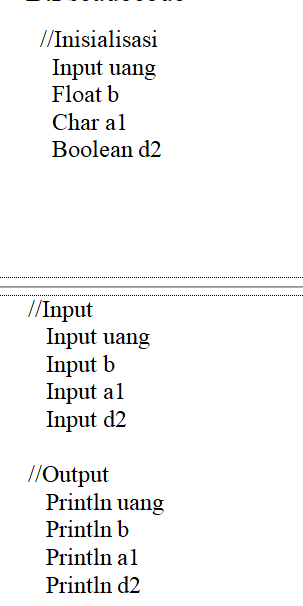 //Inisialisasi
Input uang
Float b
Char a1
Boolean d2
//Input
Input uang
Input b
Input a1
Input d2
//Output
Println uang
Println b
Println a1
Println d2